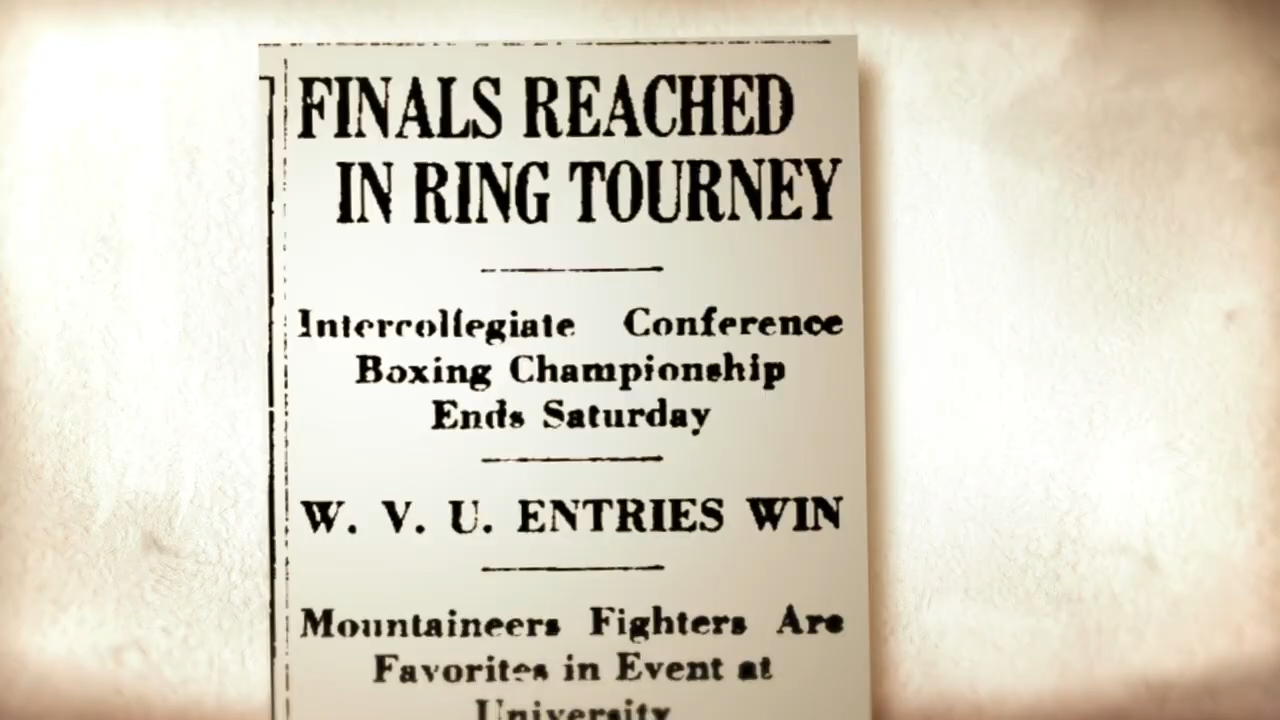 FINALS REACHED
IN RING TOURNEY
Intercollegiate Conference
Boxing Championship
Ends Saturday
W. V. U. ENTRIES WIN
Mountaineers Fighters Are
Favorites in Event at
University